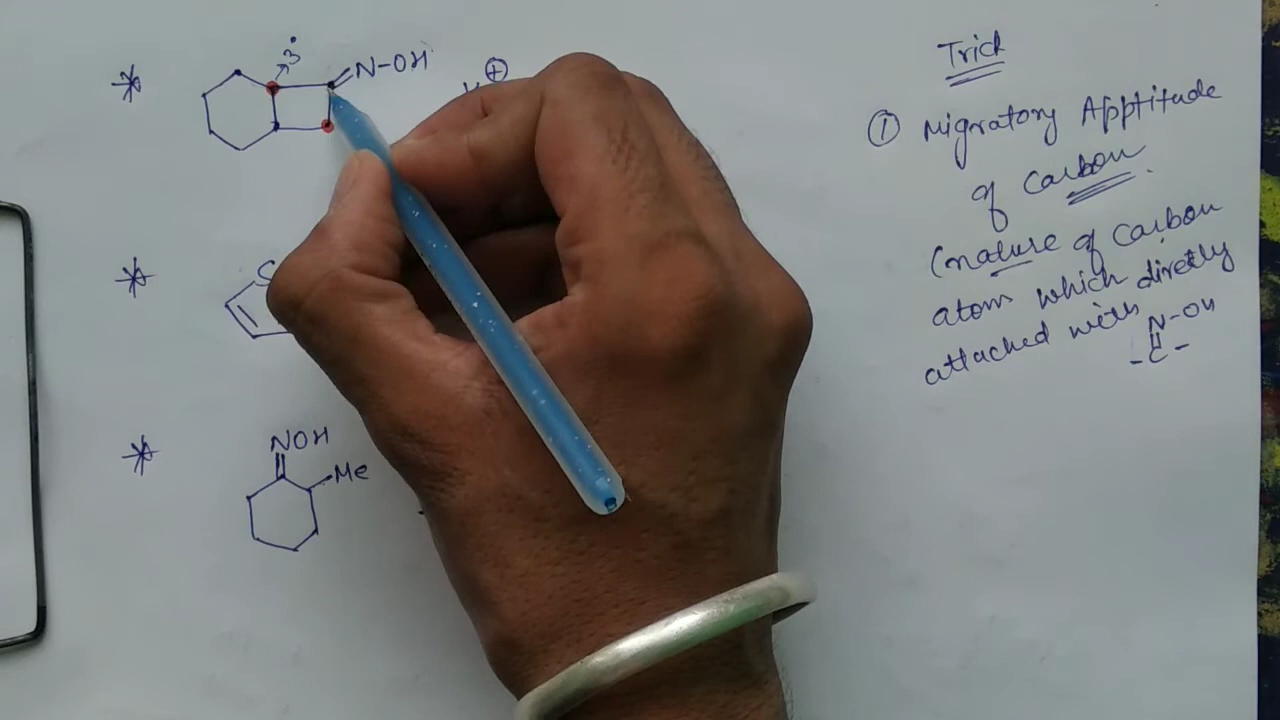 Trick
① Migratory Apptitude
of Carbon
(nature of Carbon
atom which directly
attached with
N-OH
-C-
* 3° N-OH
⊕
* S
* NOH
Me